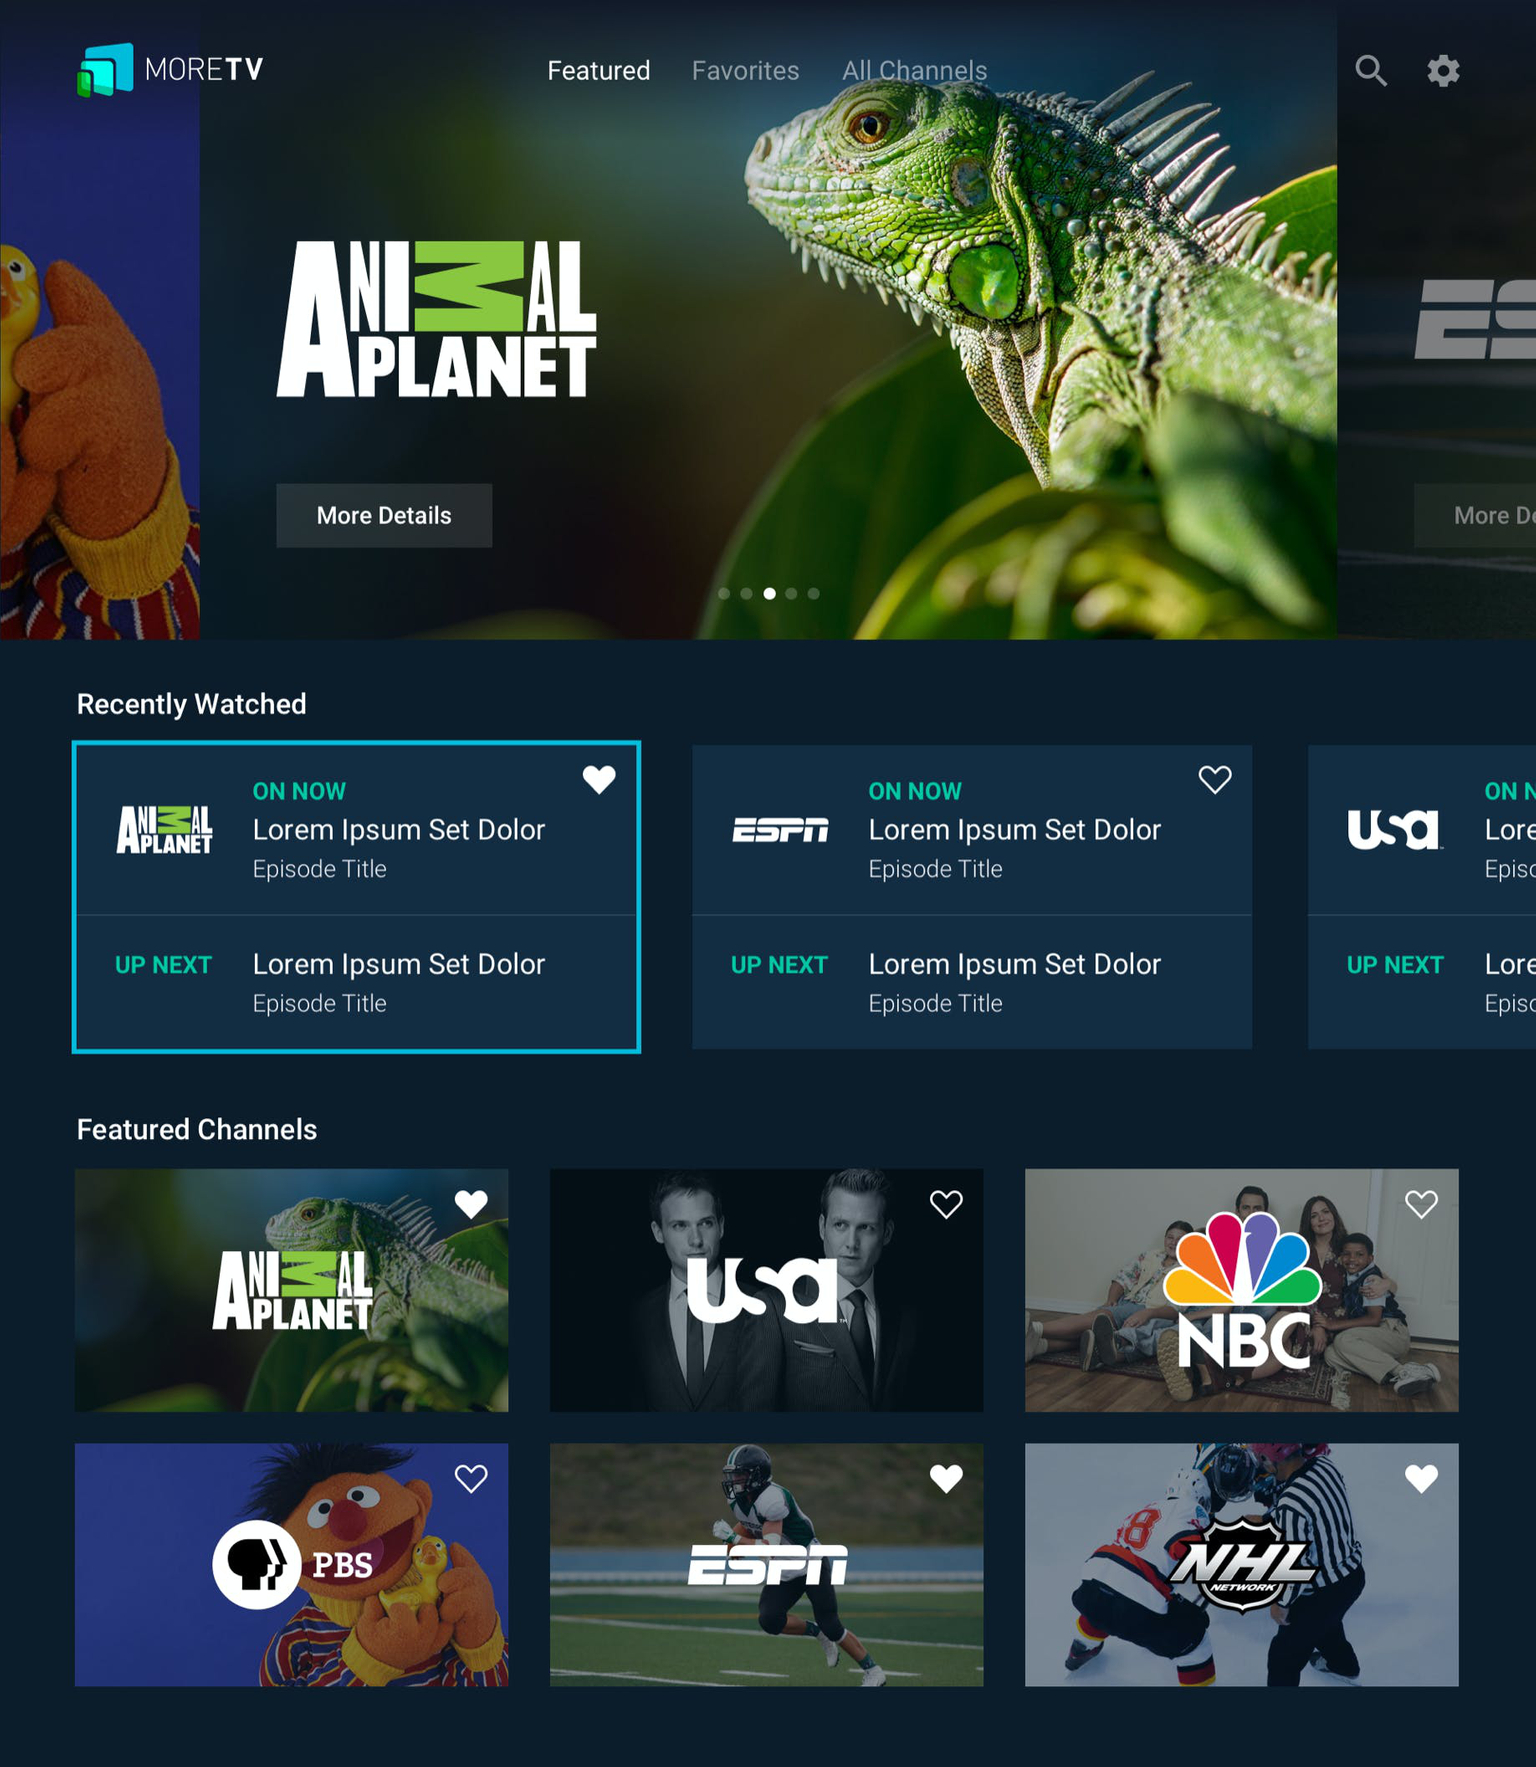 MORETV
Featured
Favorites
All Channels
ANIMAL
PLANET
More Details
More De
Recently Watched
ANIMAL
PLANET
ON NOW
Lorem Ipsum Set Dolor
Episode Title
UP NEXT
Lorem Ipsum Set Dolor
Episode Title
ESPN
ON NOW
Lorem Ipsum Set Dolor
Episode Title
UP NEXT
Lorem Ipsum Set Dolor
Episode Title
usa
ON N
Lore
Episo
UP NEXT
Lore
Episo
Featured Channels
ANIMAL
PLANET
usa
NBC
PBS
ESPN
68
NHL
NETWORK